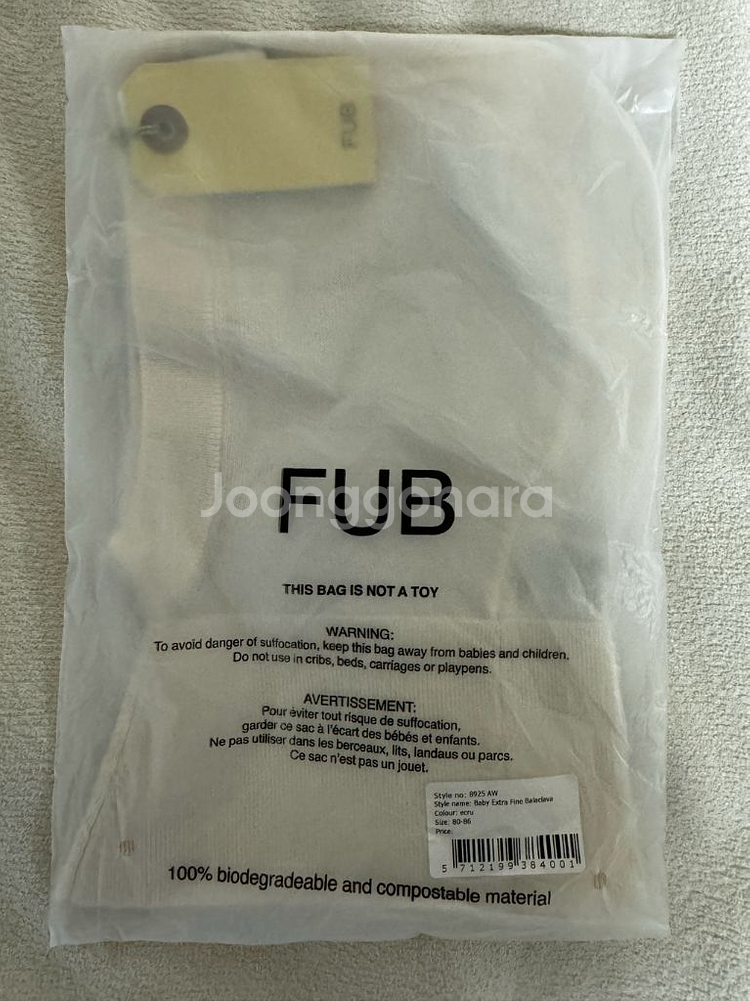 FUB
FUB
Joonggonara
THIS BAG IS NOT A TOY
WARNING:
To avoid danger of suffocation, keep this bag away from babies and children.
Do not use in cribs, beds, carriages or playpens.
AVERTISSEMENT:
Pour éviter tout risque de suffocation,
garder ce sac à l'écart des bébés et enfants.
Ne pas utiliser dans les berceaux, lits, landaus ou parcs.
Ce sac n'est pas un jouet.
Style no: 8925 AW
Style name: Baby Extra Fine Balaclava
Colour: ecru
Size: 80-86
Price:
5 712199 384001
100% biodegradeable and compostable material